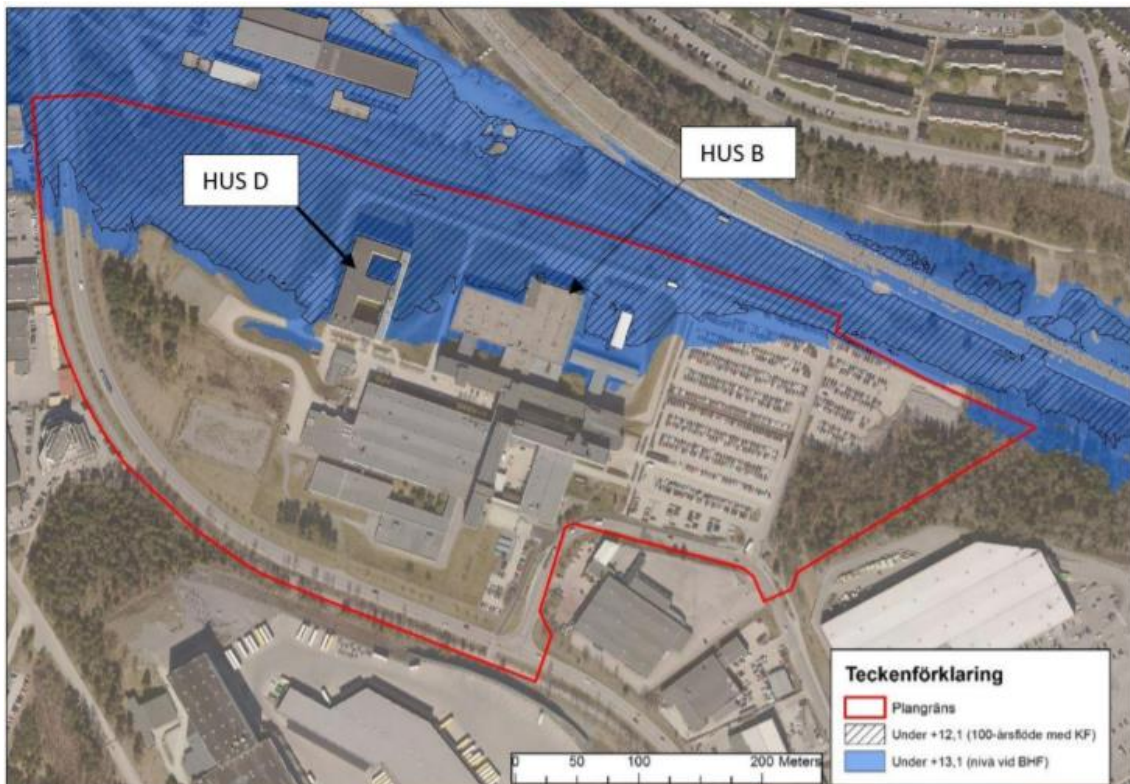 HUS B
HUS D
Teckenförklaring
Plangräns
Under +12,1 (100-årsflöde med KF)
Under +13,1 (nivå vid BHF)
0 50 100 200 Meters